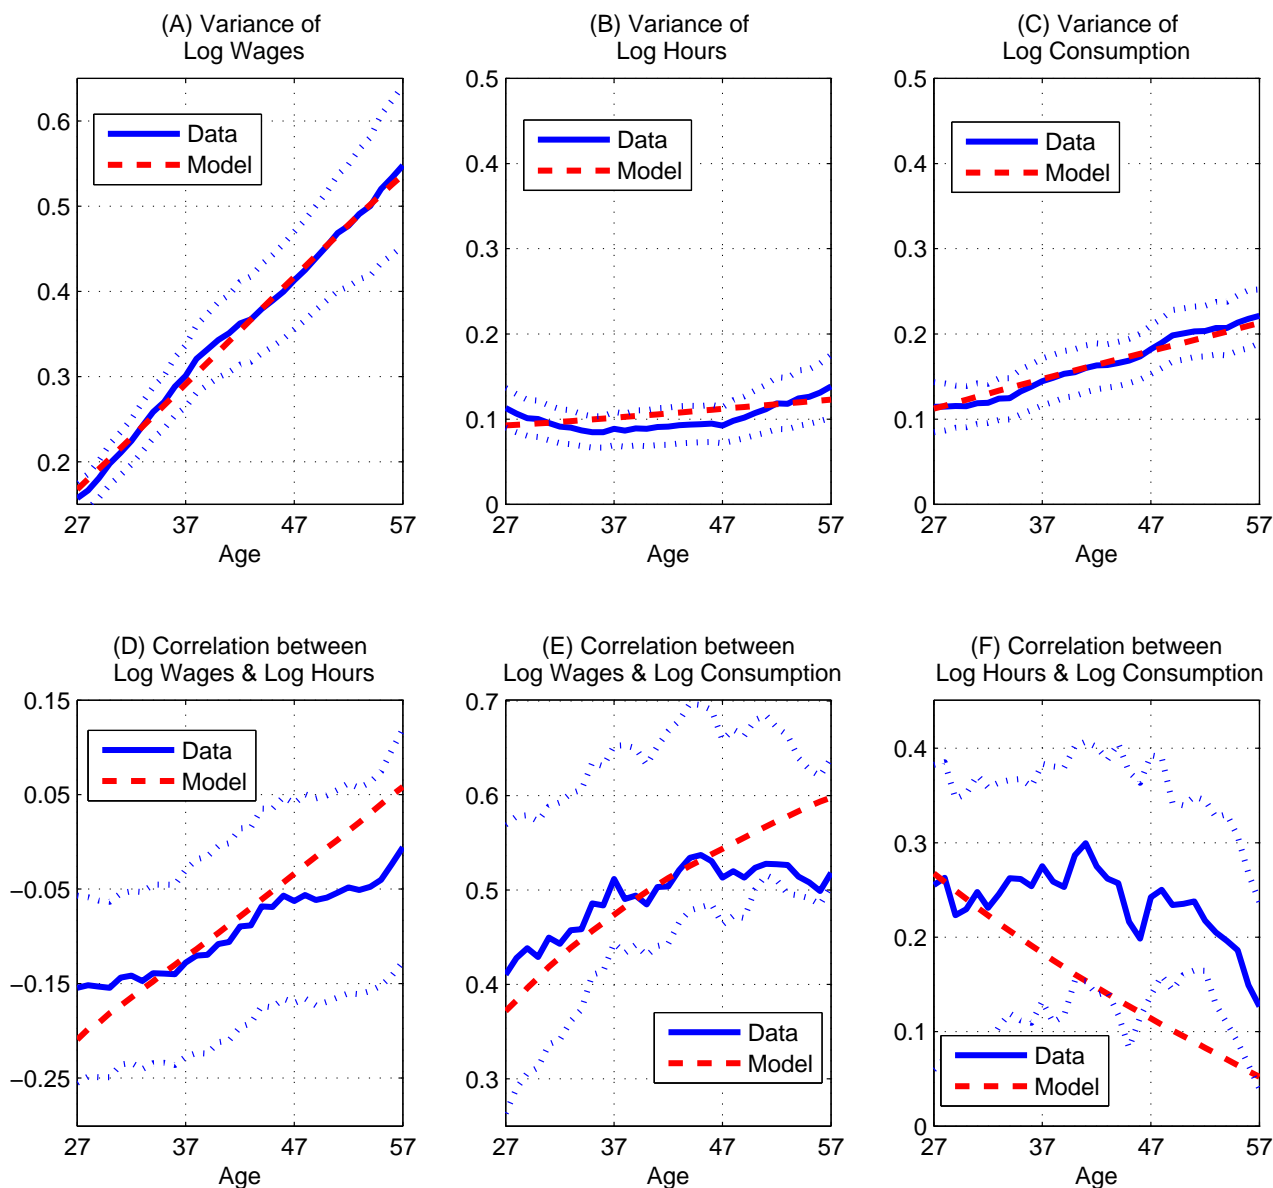 (A) Variance of
Log Wages
0.6
0.5
0.4
0.3
0.2
27
37
47
57
Age
Data
Model
(B) Variance of
Log Hours
0.5
0.4
0.3
0.2
0.1
0
27
37
47
57
Age
Data
Model
(C) Variance of
Log Consumption
0.5
0.4
0.3
0.2
0.1
0
27
37
47
57
Age
Data
Model
(D) Correlation between
Log Wages & Log Hours
0.15
0.05
−0.05
−0.15
−0.25
27
37
47
57
Age
Data
Model
(E) Correlation between
Log Wages & Log Consumption
0.7
0.6
0.5
0.4
0.3
27
37
47
57
Age
Data
Model
(F) Correlation between
Log Hours & Log Consumption
0.4
0.3
0.2
0.1
0
27
37
47
57
Age
Data
Model